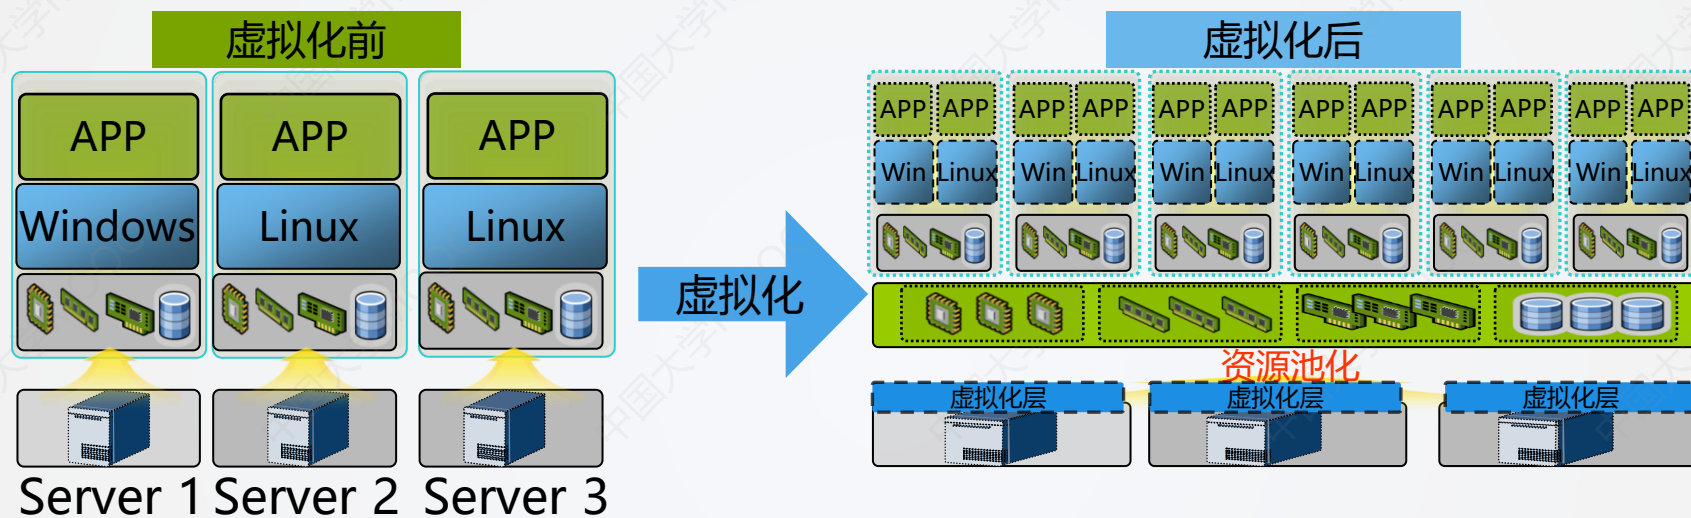 虚拟化前
APP APP APP
Windows Linux Linux
Server 1 Server 2 Server 3
虚拟化
虚拟化后
APP APP APP APP APP APP APP APP APP APP APP APP
Win Linux Win Linux Win Linux Win Linux Win Linux Win Linux
资源池化
虚拟化层 虚拟化层 虚拟化层